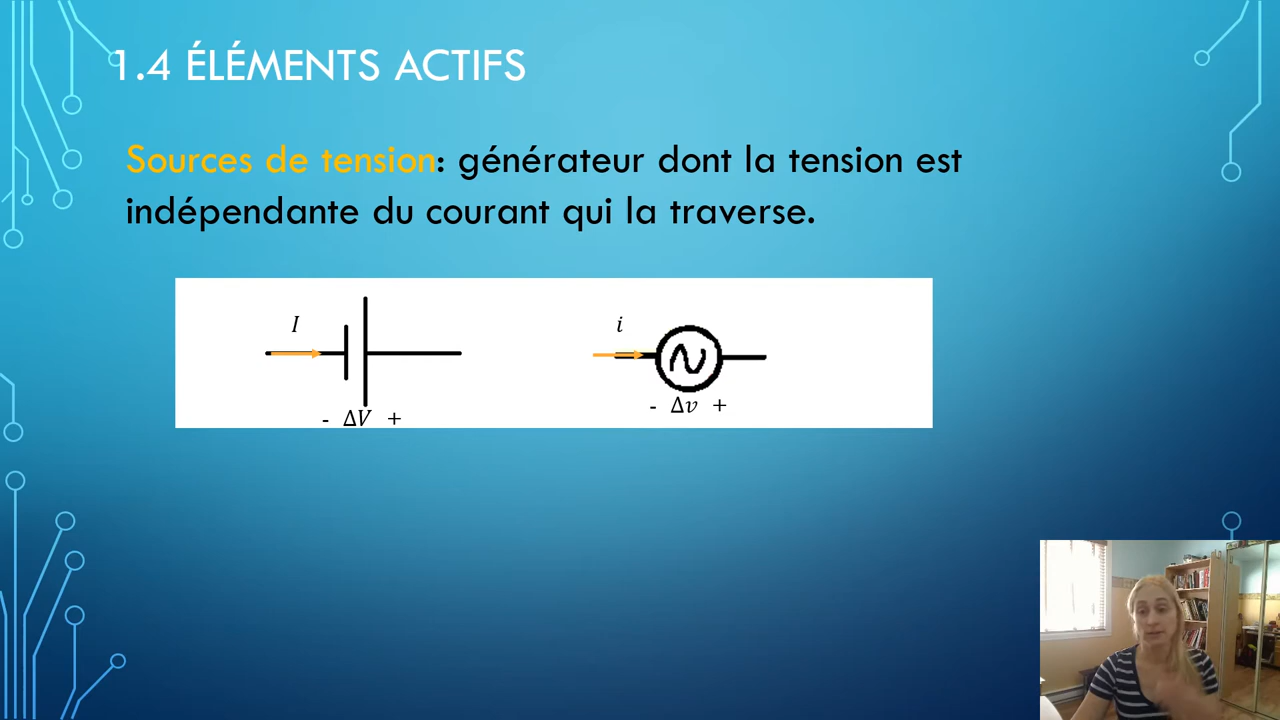 1.4 ÉLÉMENTS ACTIFS
Sources de tension: générateur dont la tension est
indépendante du courant qui la traverse.
I
i
- ΔV +
- Δv +